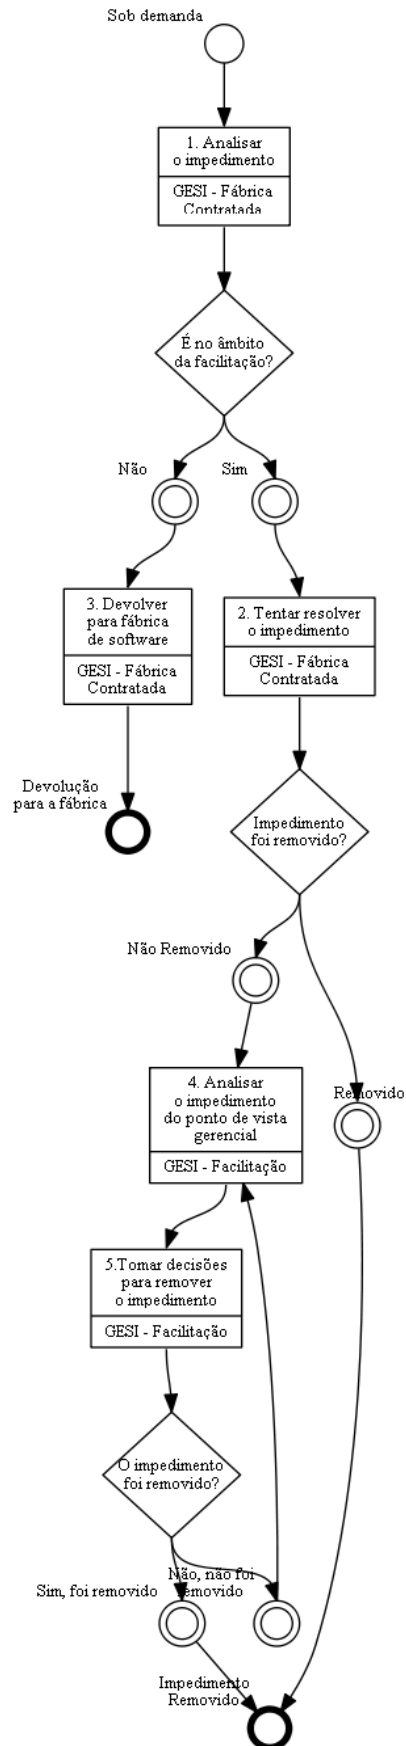 Sob demanda
1. Analisar
o impedimento
GESI - Fábrica
Contratada
É no âmbito
da facilitação?
Não
Sim
3. Devolver
para fábrica
de software
GESI - Fábrica
Contratada
2. Tentar resolver
o impedimento
GESI - Fábrica
Contratada
Devolução
para a fábrica
Impedimento
foi removido?
Não Removido
Removido
4. Analisar
o impedimento
do ponto de vista
gerencial
GESI - Facilitação
5.Tomar decisões
para remover
o impedimento
GESI - Facilitação
O impedimento
foi removido?
Não, não foi
removido
Sim, foi removido
Impedimento
Removido